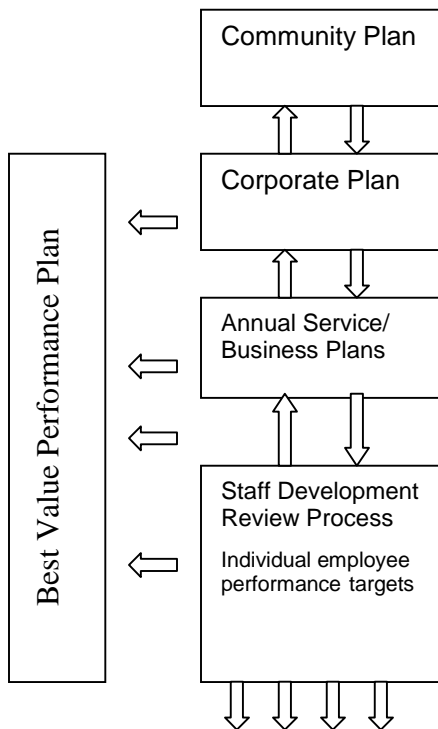 Community Plan
Corporate Plan
Best Value Performance Plan
Annual Service/
Business Plans
Staff Development
Review Process
Individual employee
performance targets